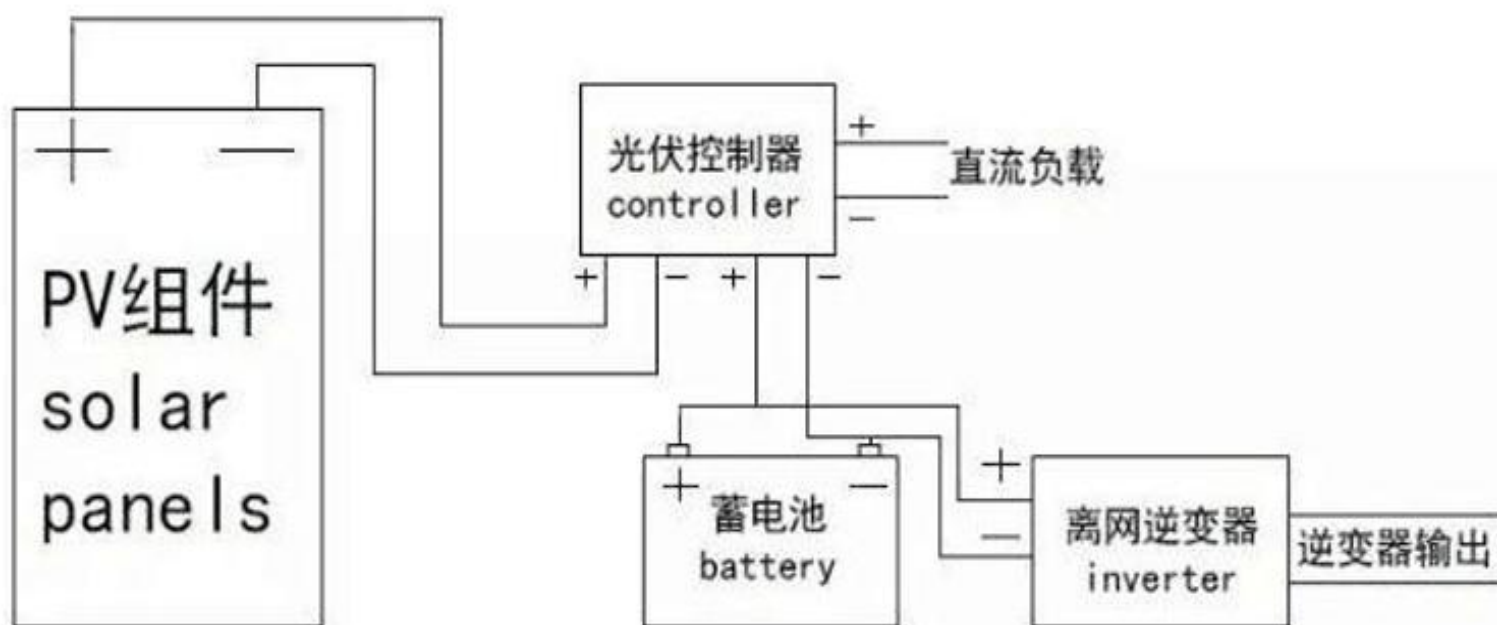 + −
PV组件
solar
panels
光伏控制器
controller
+
直流负载
−
+ − + −
+ −
蓄电池
battery
+
−
离网逆变器
inverter
逆变器输出